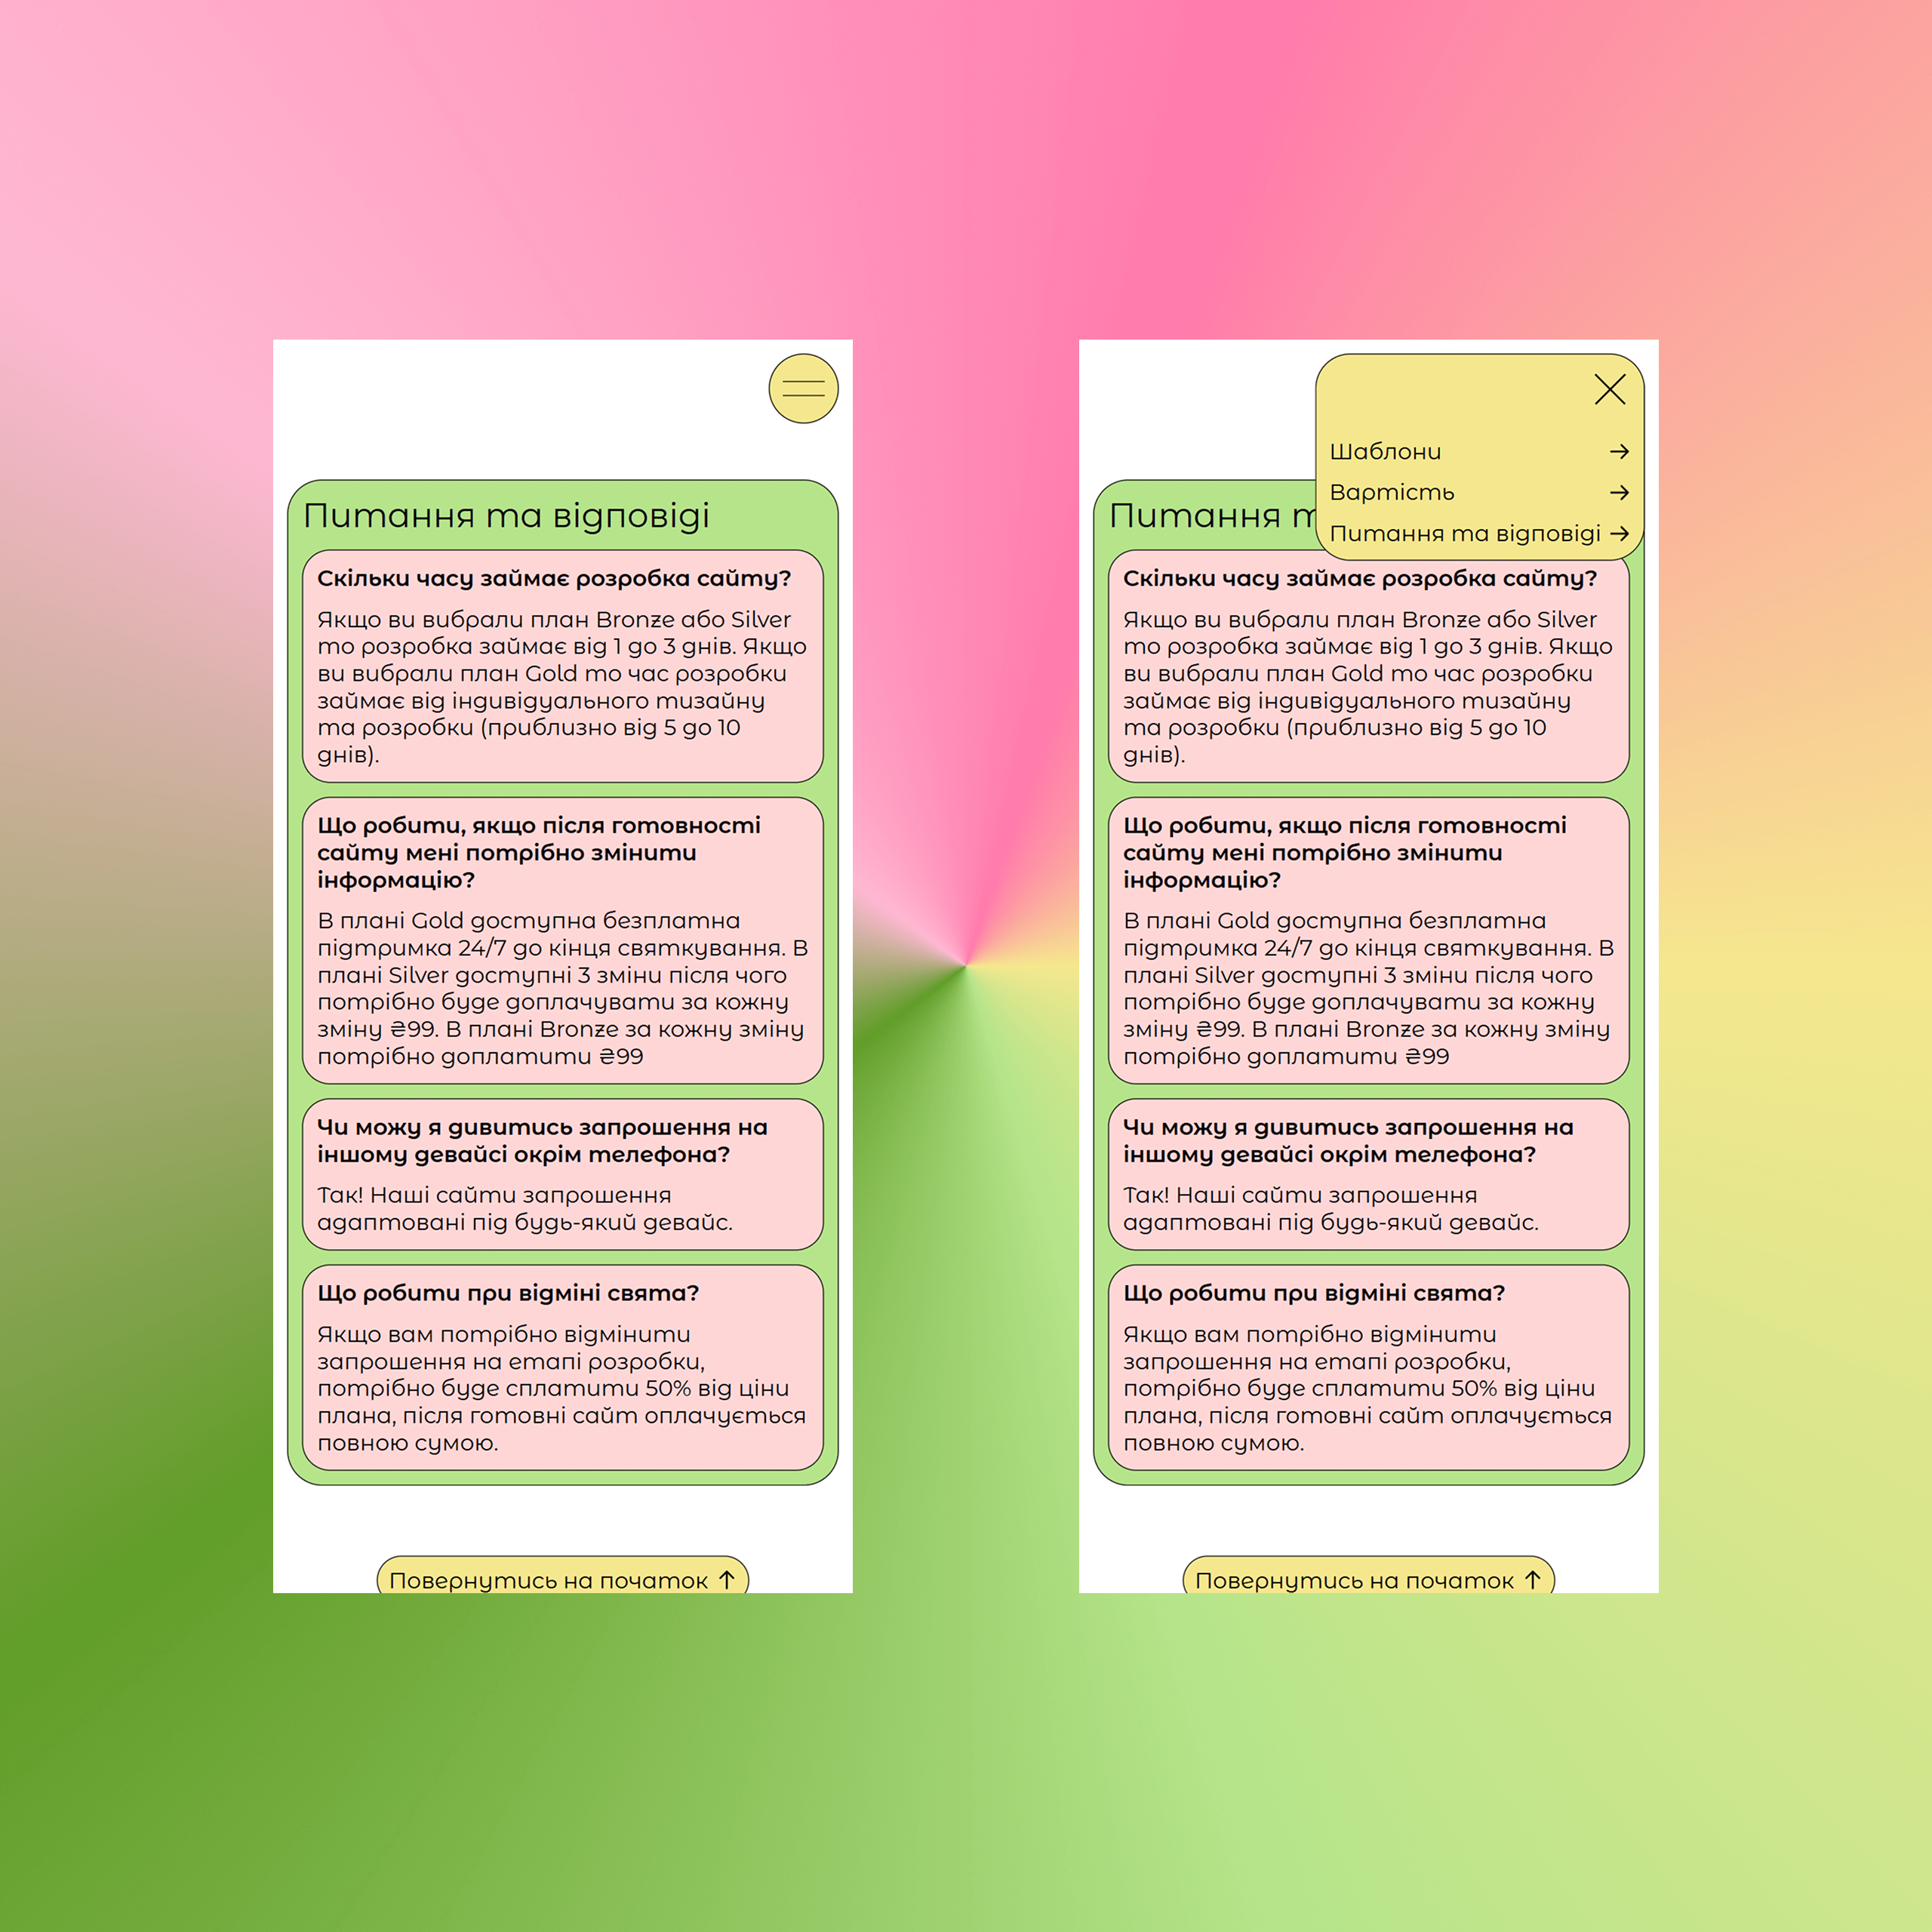 Питання та відповіді
Скільки часу займає розробка сайту?
Якщо ви вибрали план Bronze або Silver
то розробка займає від 1 до 3 днів. Якщо
ви вибрали план Gold то час розробки
займає від індивідуального тизайну
та розробки (приблизно від 5 до 10
днів).
Що робити, якщо після готовності
сайту мені потрібно змінити
інформацію?
В плані Gold доступна безплатна
підтримка 24/7 до кінця святкування. В
плані Silver доступні 3 зміни після чого
потрібно буде доплачувати за кожну
зміну ₴99. В плані Bronze за кожну зміну
потрібно доплатити ₴99
Чи можу я дивитись запрошення на
іншому девайсі окрім телефона?
Так! Наші сайти запрошення
адаптовані під будь-який девайс.
Що робити при відміні свята?
Якщо вам потрібно відмінити
запрошення на етапі розробки,
потрібно буде сплатити 50% від ціни
плана, після готовні сайт оплачується
повною сумою.
Повернутись на початок ↑
Шаблони →
Вартість →
Питання та відповіді →
Питання т
Скільки часу займає розробка сайту?
Якщо ви вибрали план Bronze або Silver
то розробка займає від 1 до 3 днів. Якщо
ви вибрали план Gold то час розробки
займає від індивідуального тизайну
та розробки (приблизно від 5 до 10
днів).
Що робити, якщо після готовності
сайту мені потрібно змінити
інформацію?
В плані Gold доступна безплатна
підтримка 24/7 до кінця святкування. В
плані Silver доступні 3 зміни після чого
потрібно буде доплачувати за кожну
зміну ₴99. В плані Bronze за кожну зміну
потрібно доплатити ₴99
Чи можу я дивитись запрошення на
іншому девайсі окрім телефона?
Так! Наші сайти запрошення
адаптовані під будь-який девайс.
Що робити при відміні свята?
Якщо вам потрібно відмінити
запрошення на етапі розробки,
потрібно буде сплатити 50% від ціни
плана, після готовні сайт оплачується
повною сумою.
Повернутись на початок ↑